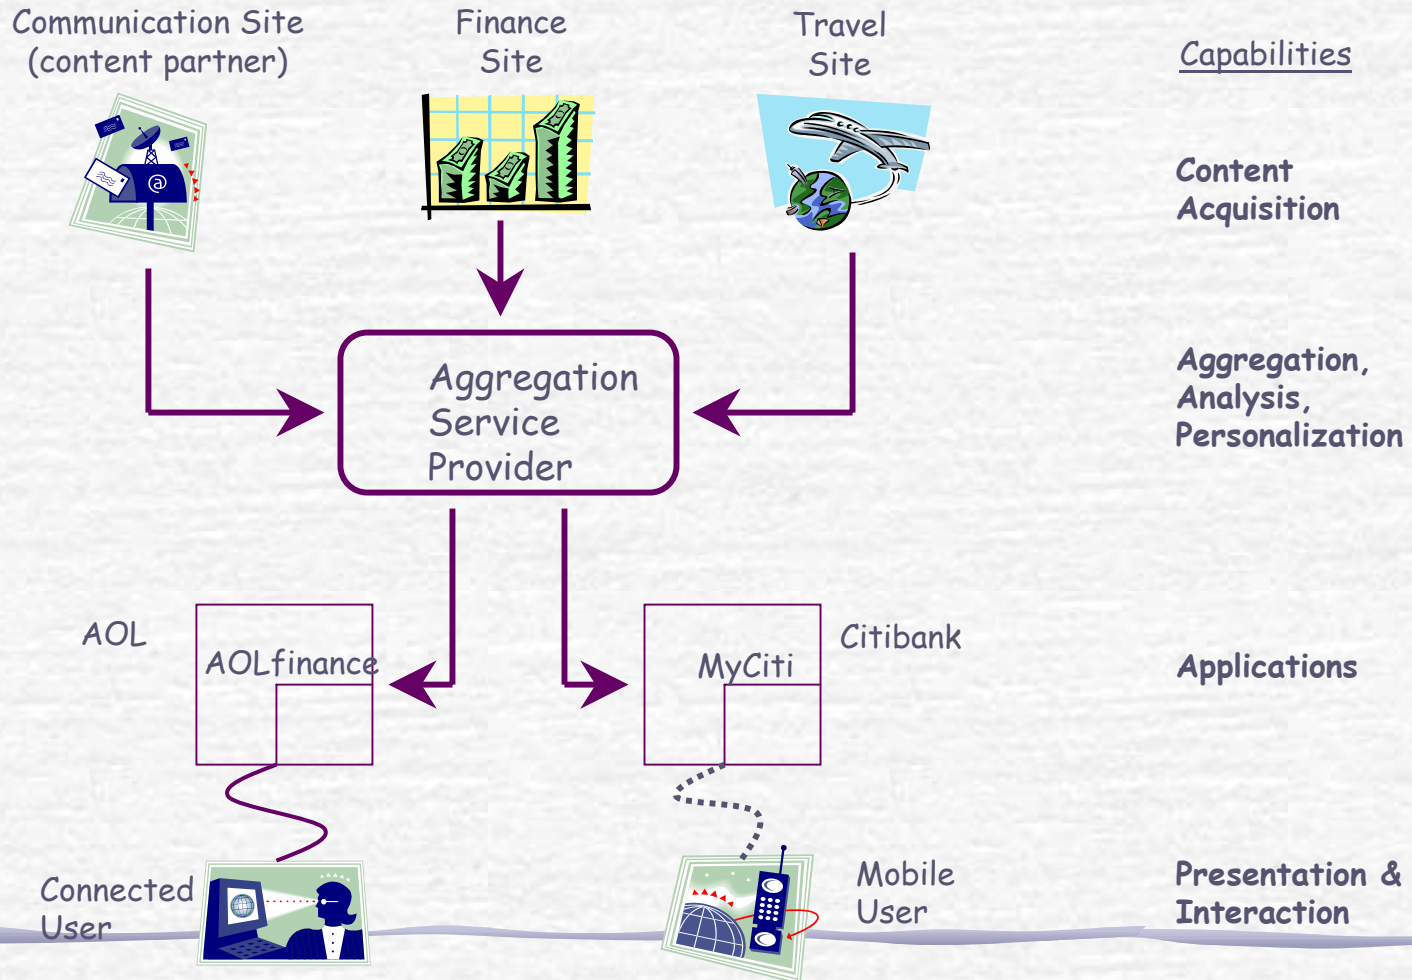 Communication Site
(content partner)
Finance
Site
Travel
Site
Capabilities
@
Content
Acquisition
Aggregation
Service
Provider
Aggregation,
Analysis,
Personalization
AOL
AOLfinance
MyCiti
Citibank
Applications
Connected
User
Mobile
User
Presentation &
Interaction